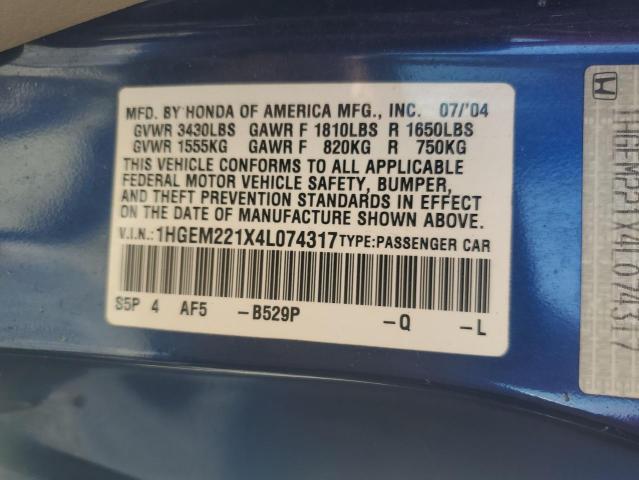 MFD. BY HONDA OF AMERICA MFG., INC. 07/'04
GVWR 3430LBS GAWR F 1810LBS R 1650LBS
GVWR 1555KG GAWR F 820KG R 750KG
THIS VEHICLE CONFORMS TO ALL APPLICABLE
FEDERAL MOTOR VEHICLE SAFETY, BUMPER,
AND THEFT PREVENTION STANDARDS IN EFFECT
ON THE DATE OF MANUFACTURE SHOWN ABOVE.
V.I.N.:1HGEM221X4L074317 TYPE:PASSENGER CAR
S5P 4 AF5 -B529P -Q -L
1HGEM221X4L074317